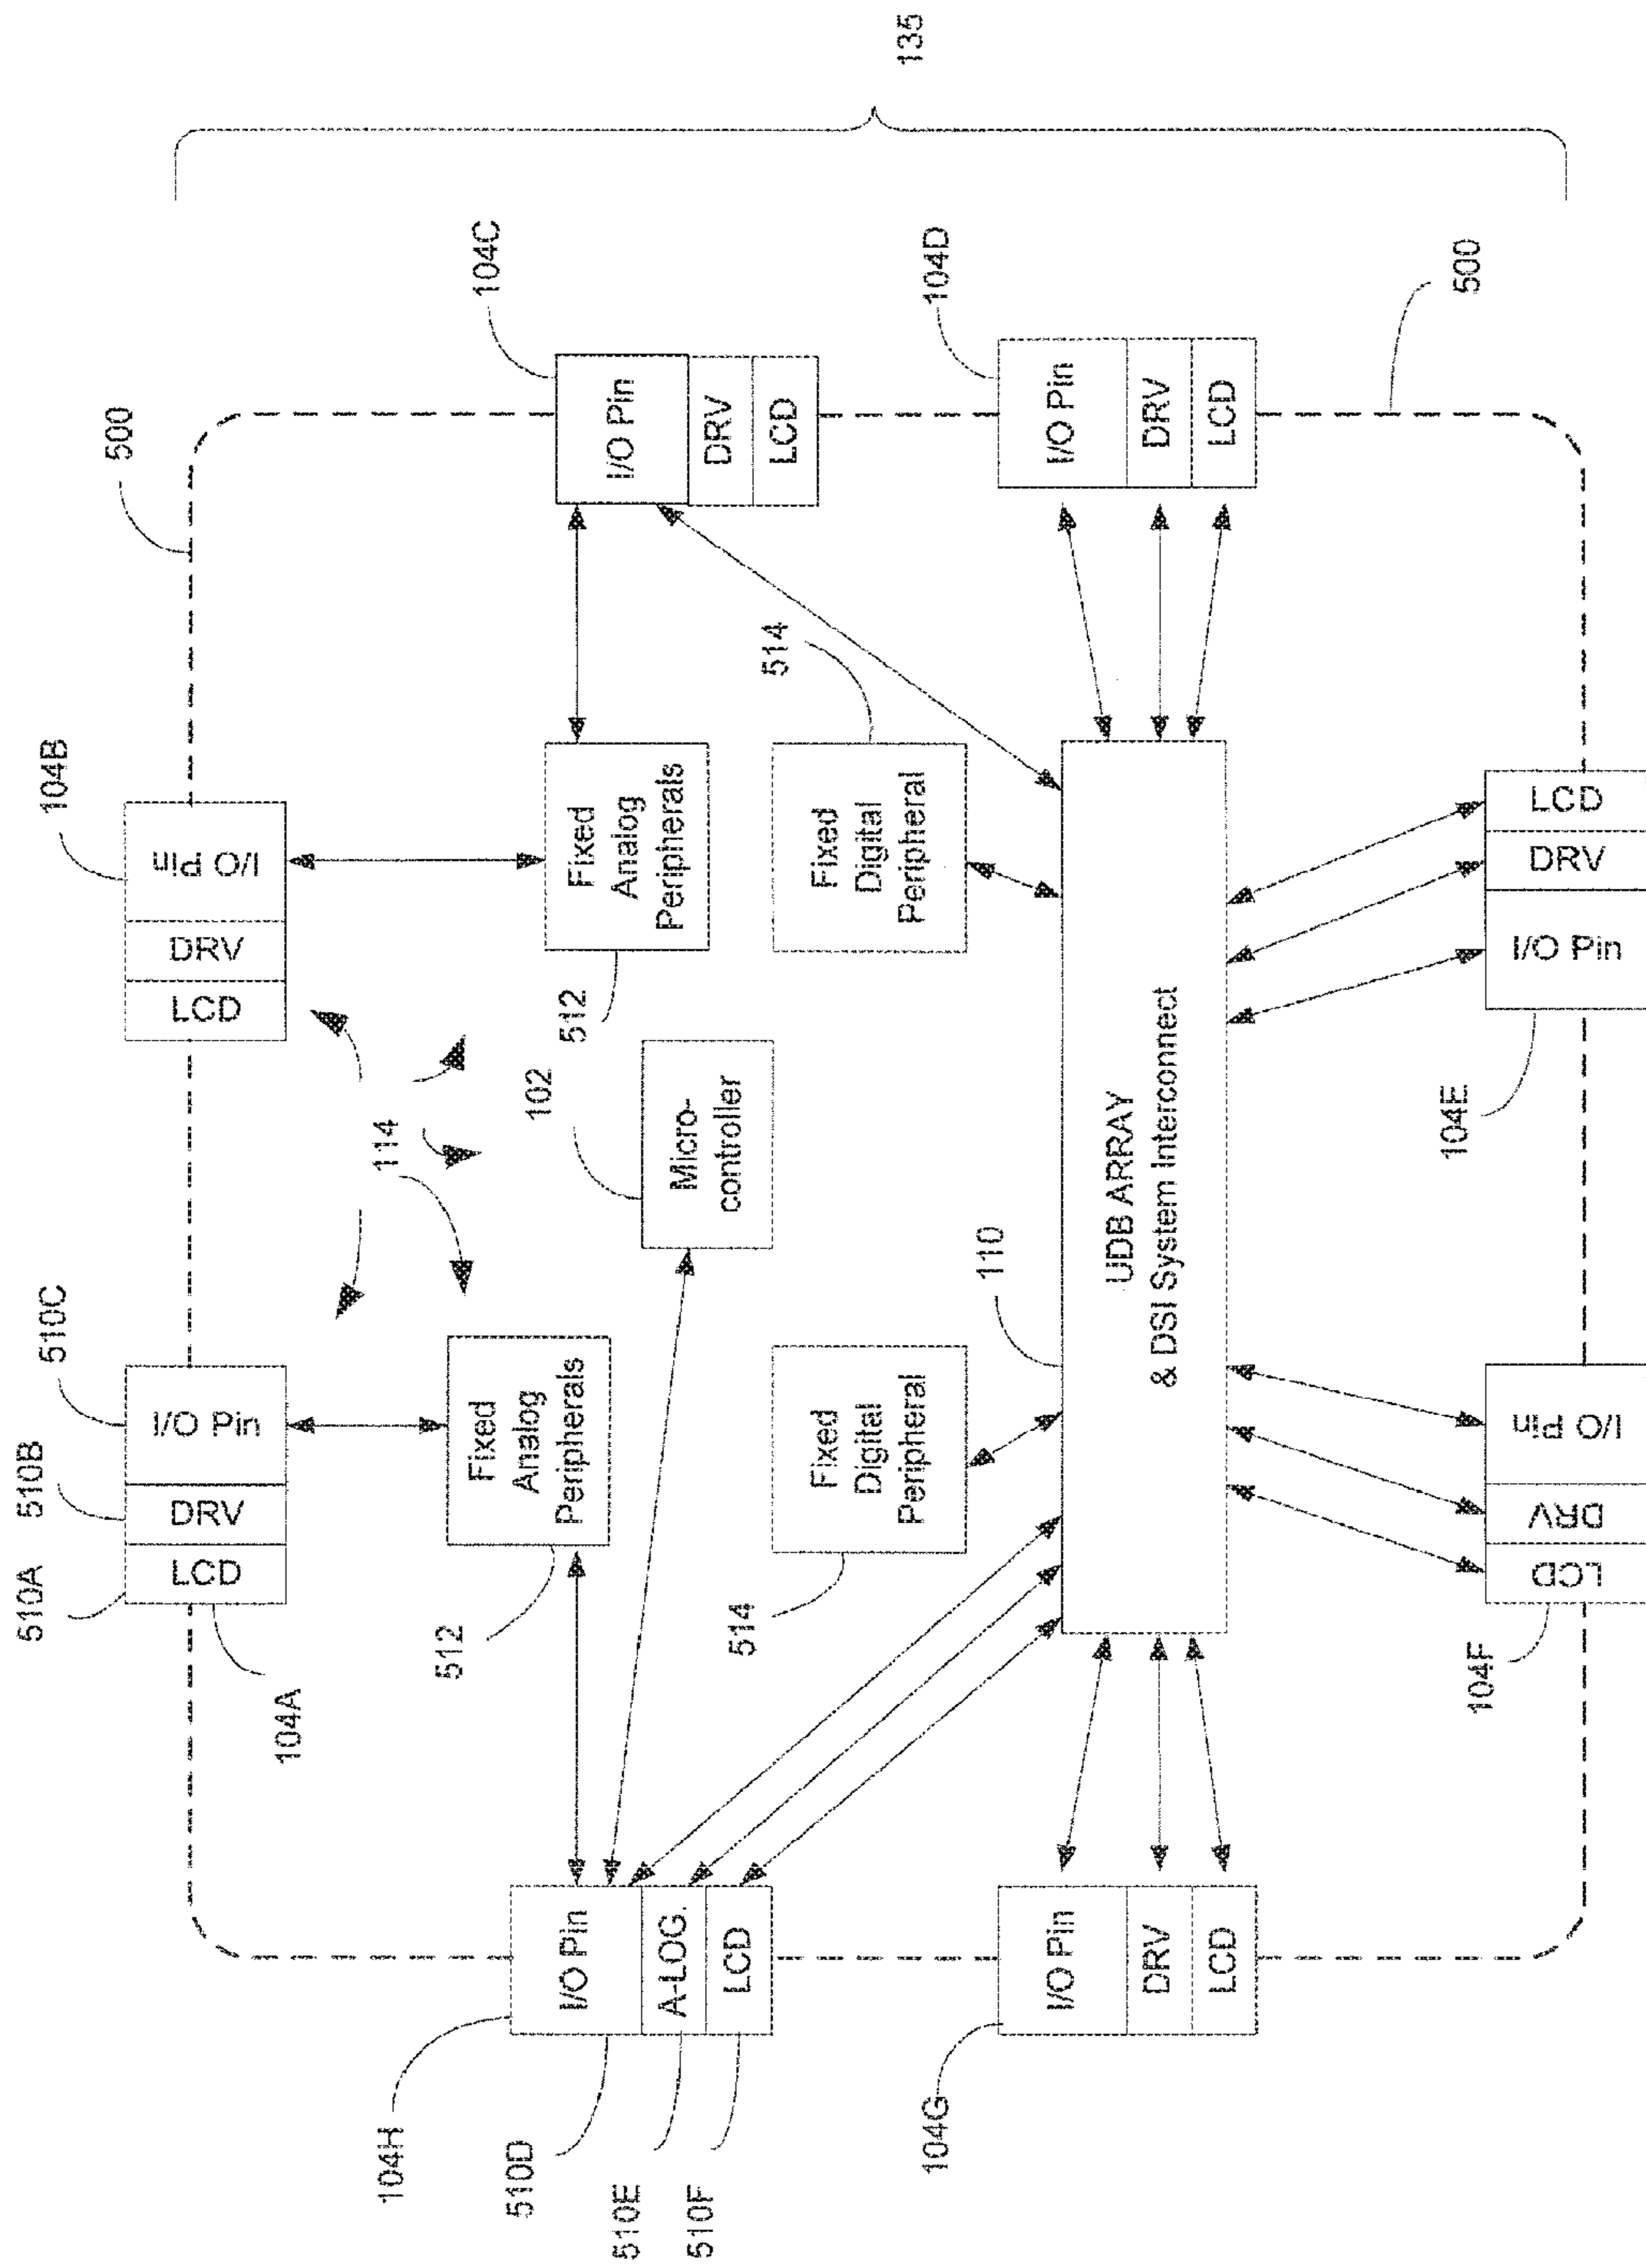 135
500
104B
104C
510C
510B
510A
I/O Pin
DRV
LCD
I/O Pin
DRV
LCD
I/O Pin
DRV
LCD
104A
114
512
Fixed
Analog
Peripherals
512
Fixed
Analog
Peripherals
104H
510D
510E
510F
I/O Pin
A-LOG.
LCD
102
Micro-
controller
514
Fixed
Digital
Peripheral
514
Fixed
Digital
Peripheral
104D
I/O Pin
DRV
LCD
500
110
UDB ARRAY
& DSI System Interconnect
104G
I/O Pin
DRV
LCD
104F
LCD
DRV
I/O Pin
104E
I/O Pin
DRV
LCD